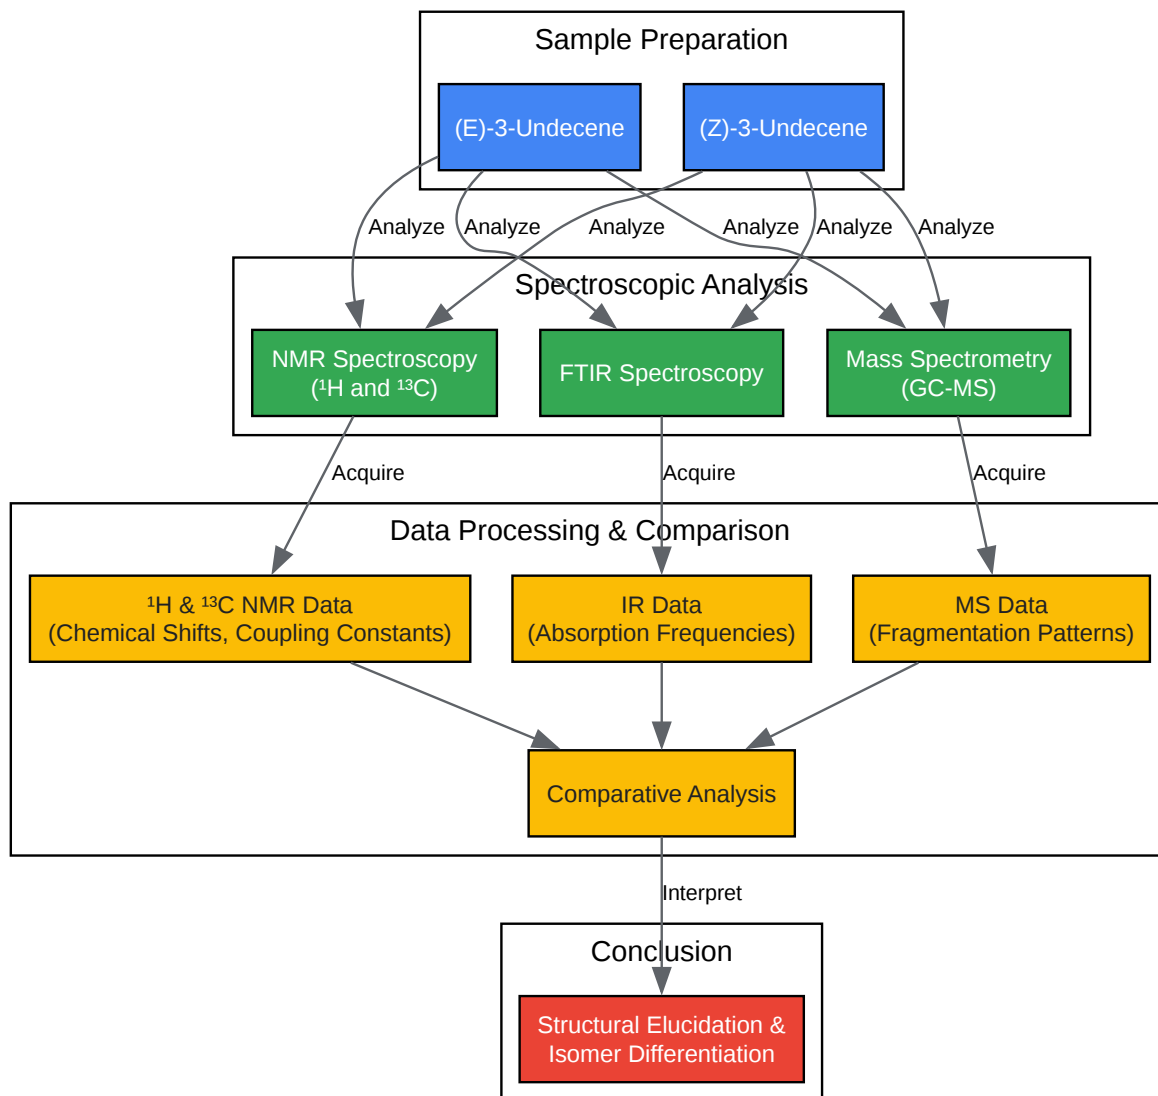 Sample Preparation
(E)-3-Undecene
(Z)-3-Undecene
Analyze
Analyze
Analyze
Analyze
Analyze
Analyze
Spectroscopic Analysis
NMR Spectroscopy
(¹H and ¹³C)
FTIR Spectroscopy
Mass Spectrometry
(GC-MS)
Acquire
Acquire
Acquire
Data Processing & Comparison
¹H & ¹³C NMR Data
(Chemical Shifts, Coupling Constants)
IR Data
(Absorption Frequencies)
MS Data
(Fragmentation Patterns)
Comparative Analysis
Interpret
Conclusion
Structural Elucidation &
Isomer Differentiation